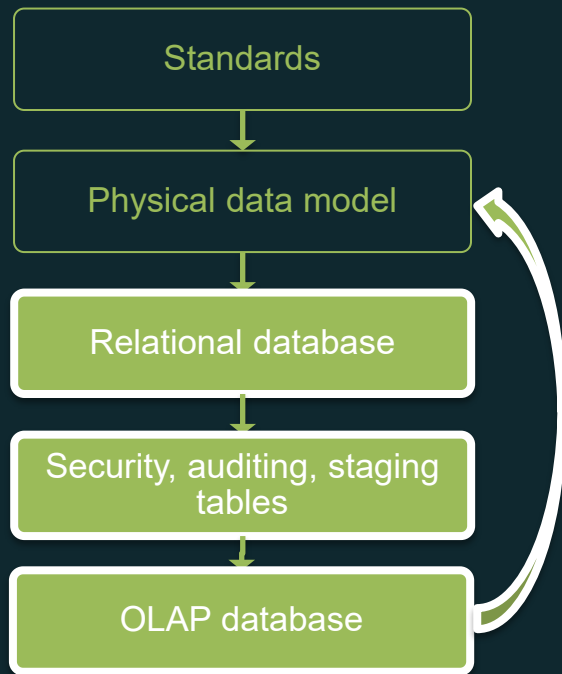 Standards
Physical data model
Relational database
Security, auditing, staging
tables
OLAP database